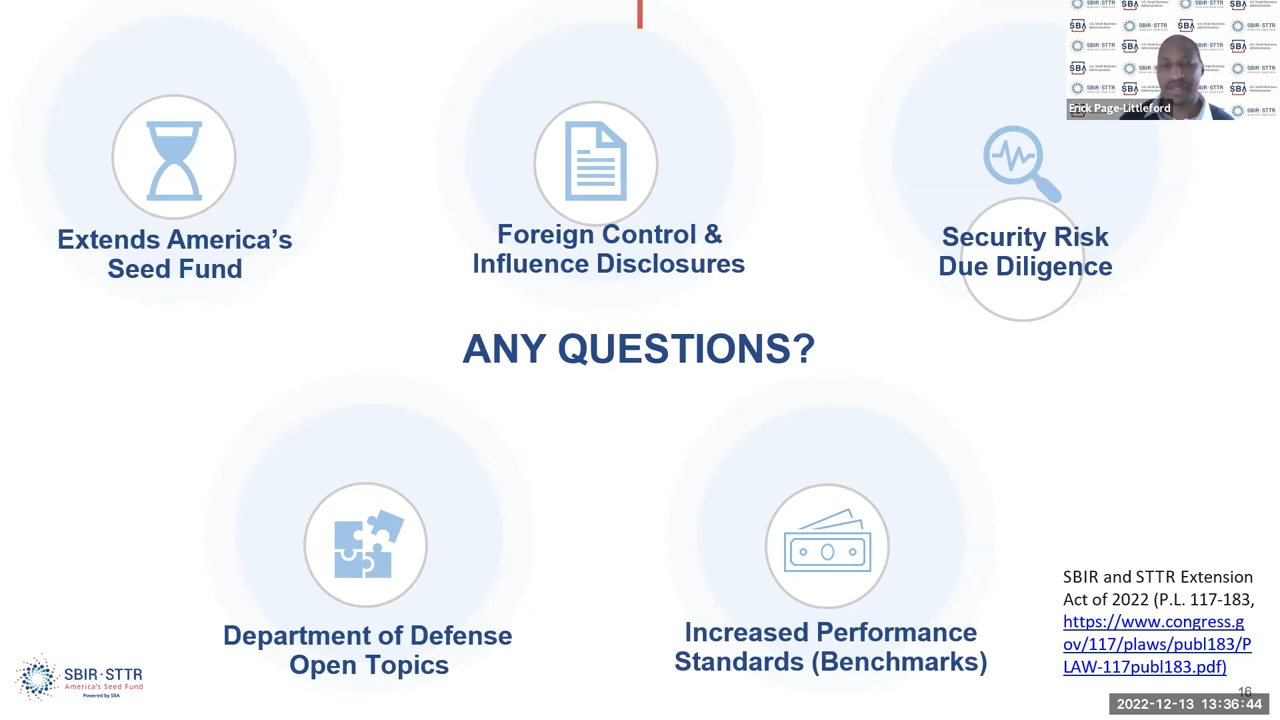 Erick Page-Littleford
Extends America's
Seed Fund
Foreign Control &
Influence Disclosures
Security Risk
Due Diligence
ANY QUESTIONS?
Department of Defense
Open Topics
Increased Performance
Standards (Benchmarks)
SBIR and STTR Extension
Act of 2022 (P.L. 117-183,
https://www.congress.g
ov/117/plaws/publ183/P
LAW-117publ183.pdf)
SBIR·STTR
America's Seed Fund
Powered by SBA
16
2022-12-13 13:36:44